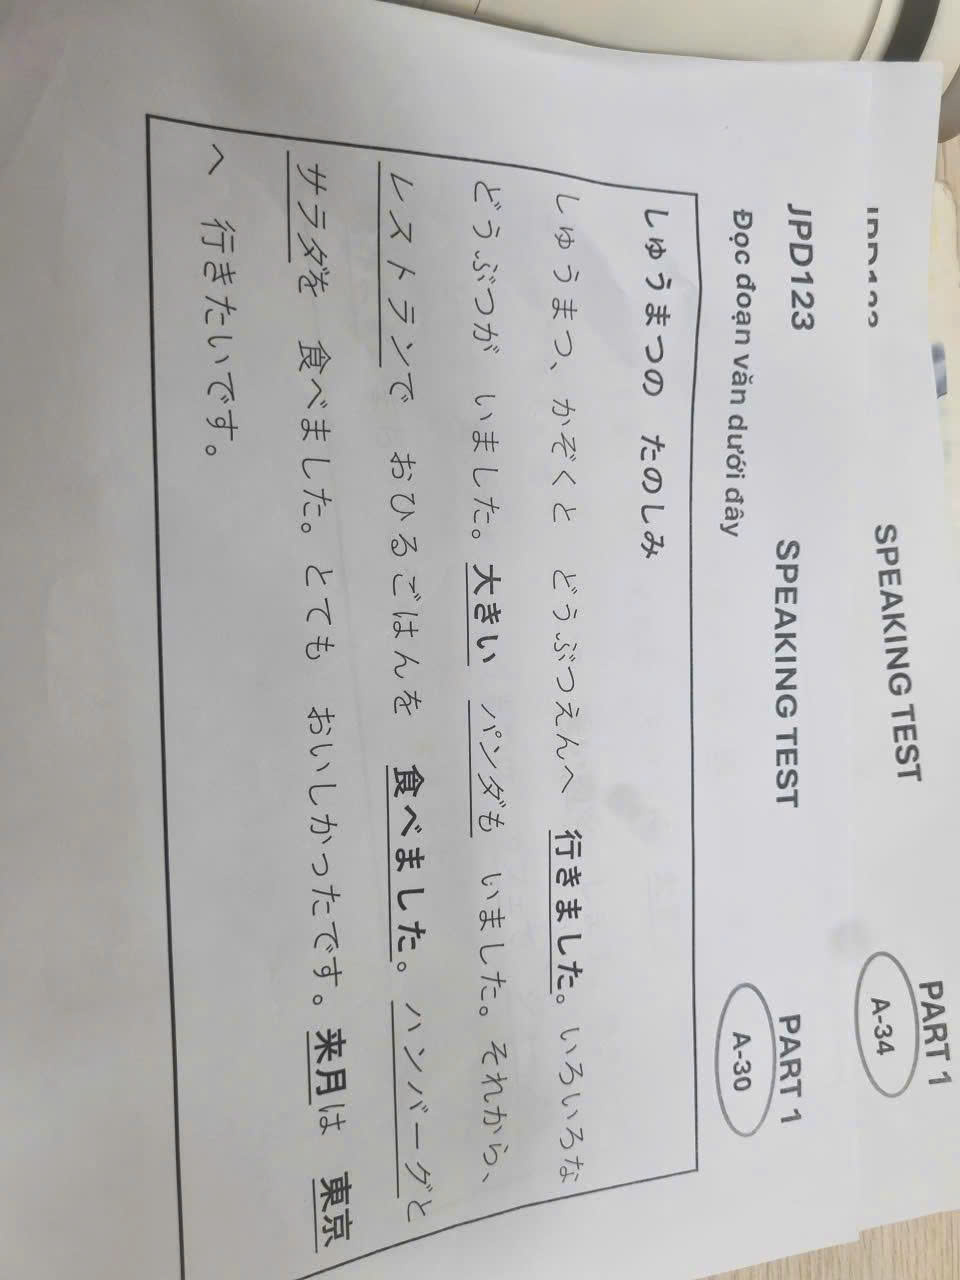 SPEAKING TEST
PART 1
A-34
JPD123
SPEAKING TEST
PART 1
A-30
Đọc đoạn văn dưới đây
しゅうまつの たのしみ
しゅうまつ、かぞくと どうぶつえんへ 行きました。いろいろな
どうぶつが いました。大きい パンダも いました。それから、
レストランで おひるごはんを 食べました。ハンバーグと
サラダを 食べました。とても おいしかったです。来月は 東京
へ 行きたいです。